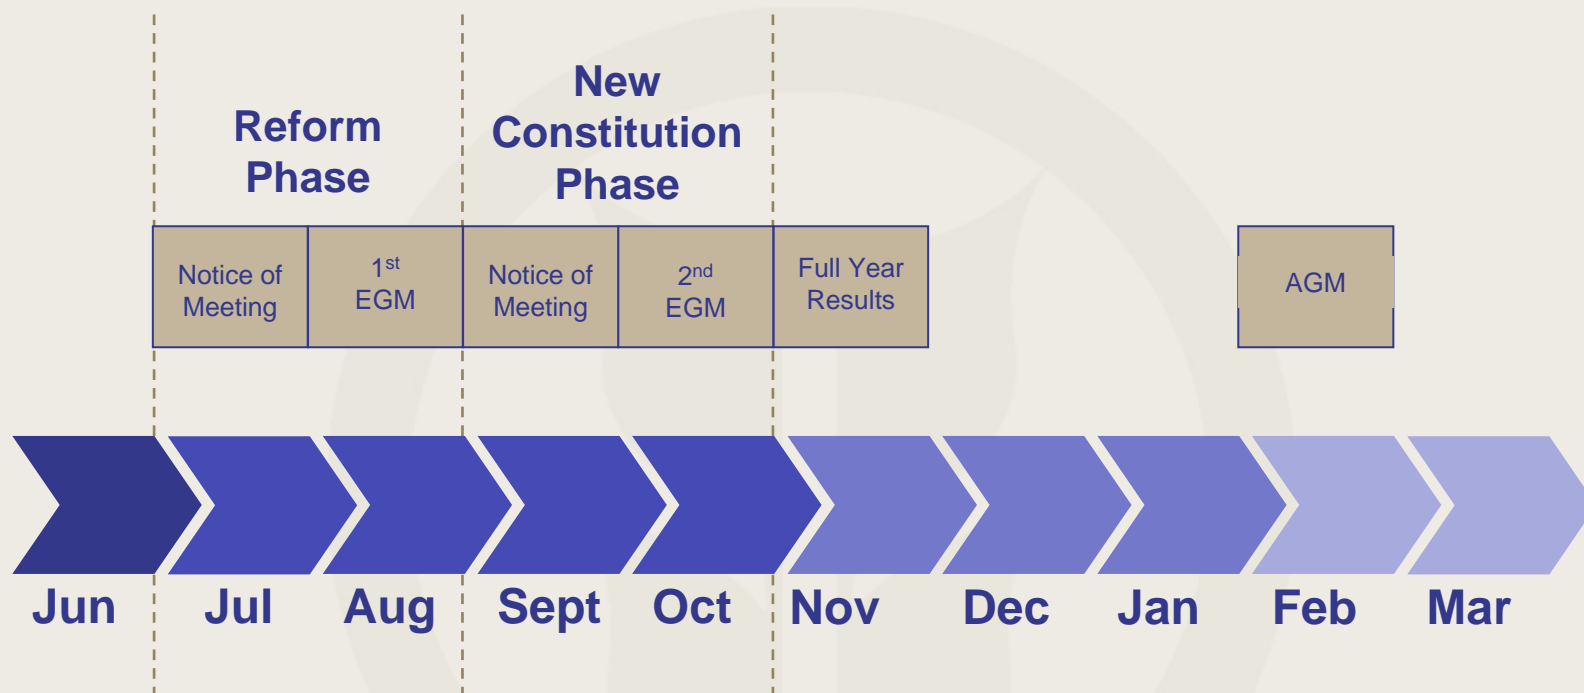 Reform
Phase
New
Constitution
Phase
Notice of
Meeting
1st
EGM
Notice of
Meeting
2nd
EGM
Full Year
Results
AGM
Jun
Jul
Aug
Sept
Oct
Nov
Dec
Jan
Feb
Mar